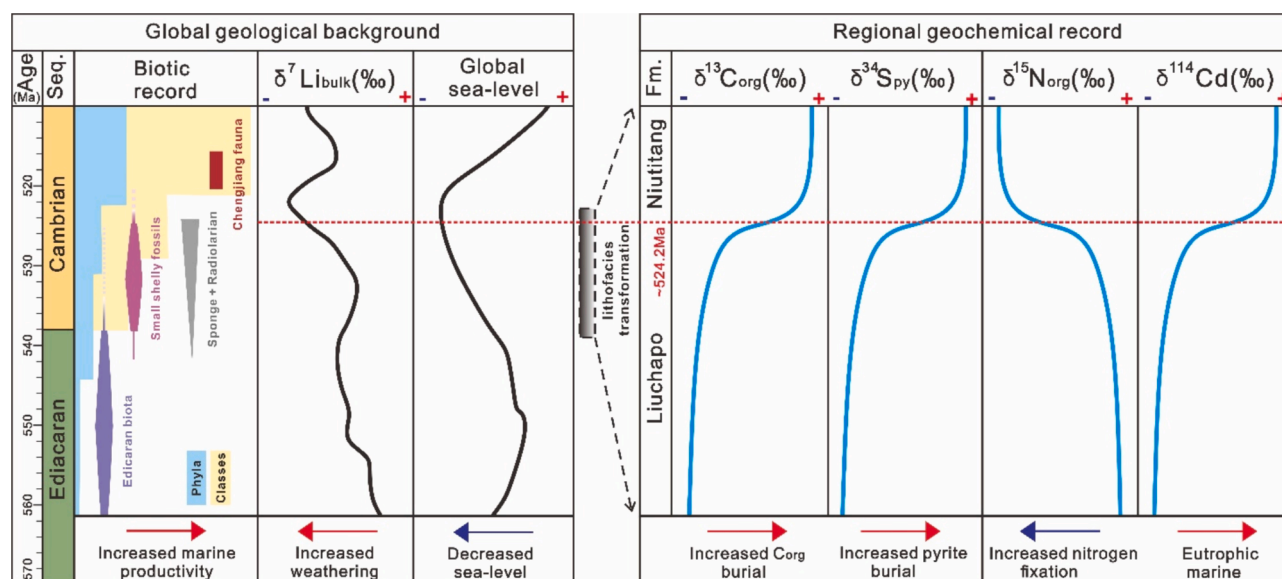 Global geological background
Regional geochemical record
Age
(Ma)
Seq.
Biotic
record
δ⁷Libulk(‰)
- +
Global
sea-level
- +
Fm.
δ¹³Corg(‰)
- +
δ³⁴Spy(‰)
- +
δ¹⁵Norg(‰)
- +
δ¹¹⁴Cd(‰)
- +
520
530
540
550
560
570
Cambrian
Ediacaran
Chengjiang fauna
Small shelly fossils
Sponge + Radiolarian
Edicaran biota
Phyla
Classes
lithofacies
transformation
Niutitang
~524.2Ma
Liuchapo
Increased marine
productivity
Increased
weathering
Decreased
sea-level
Increased Corg
burial
Increased pyrite
burial
Increased nitrogen
fixation
Eutrophic
marine